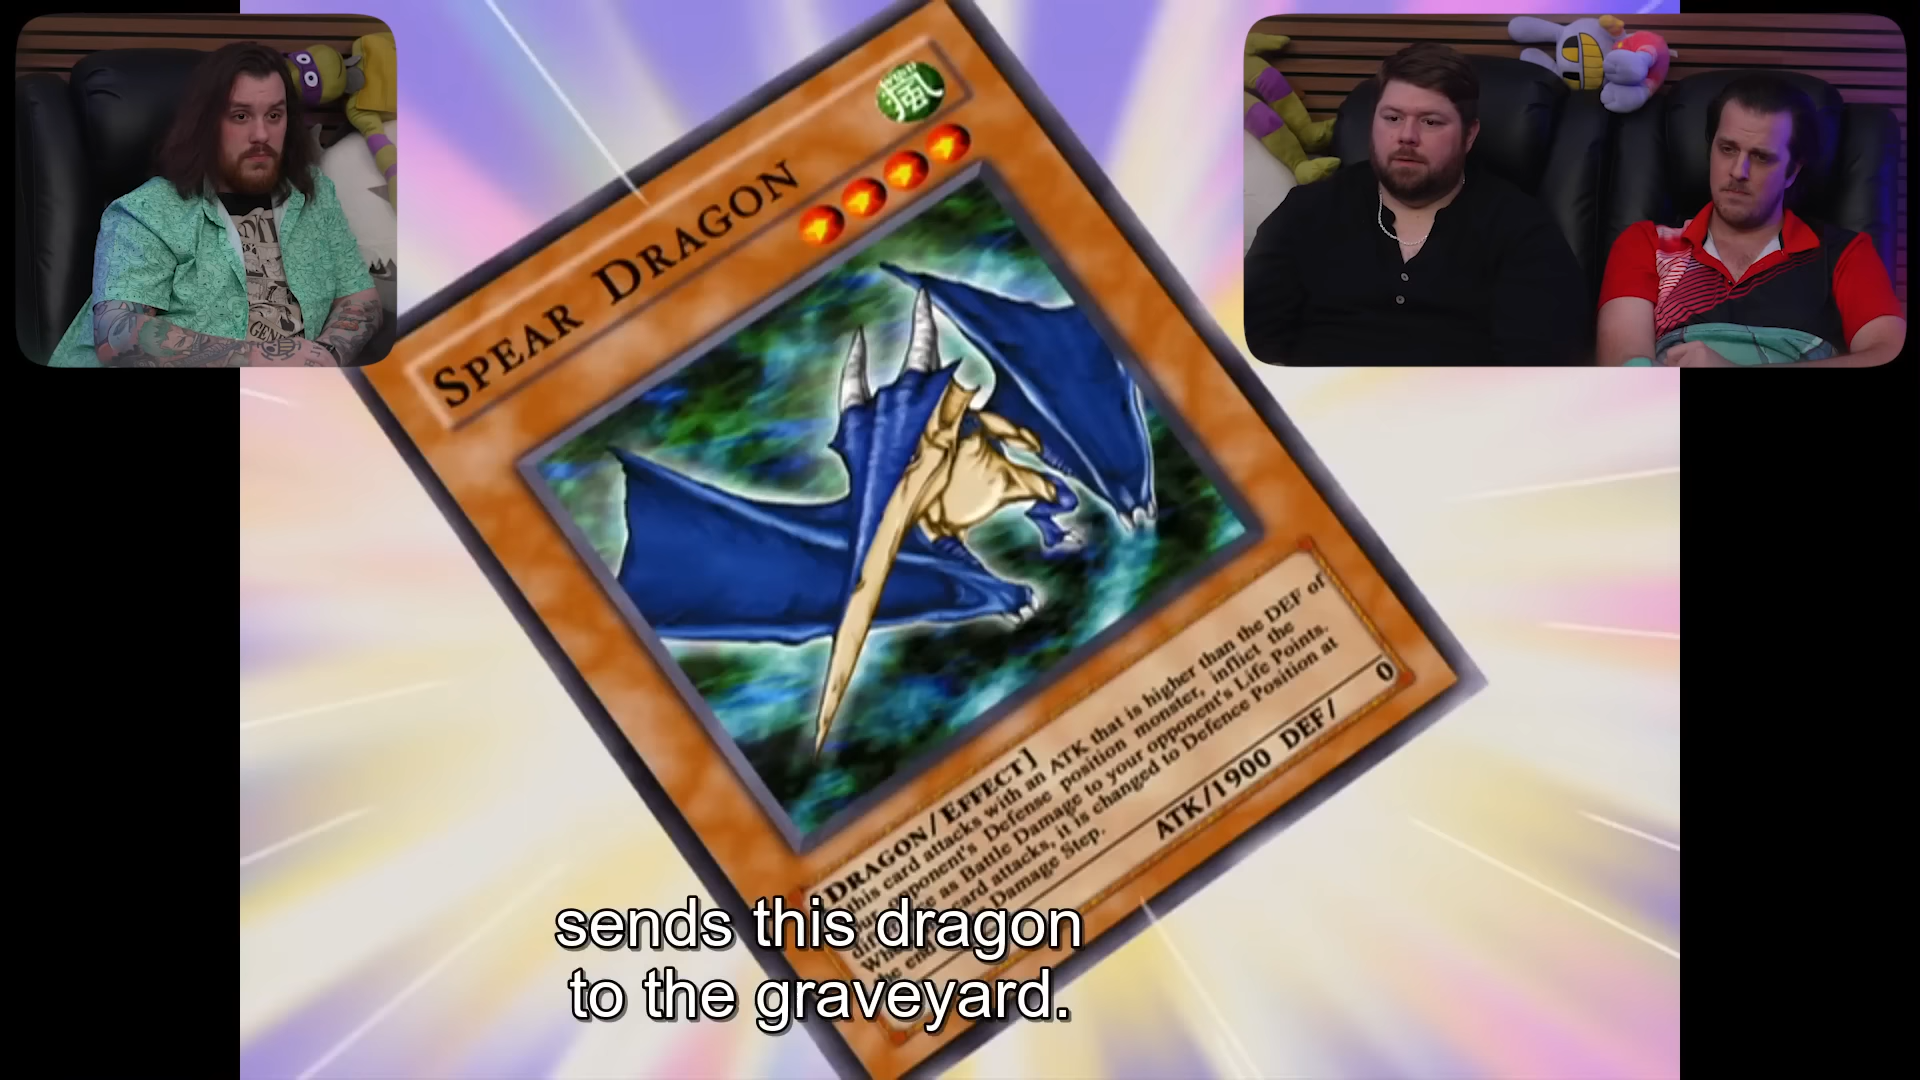 SPEAR DRAGON
風
[DRAGON/EFFECT]
this card attacks with an ATK that is higher than the DEF of
opponent's Defense position monster, inflict the
as Battle Damage to your opponent's Life Points.
card attacks, it is changed to Defence Position at
Damage Step.
ATK/1900 DEF/ 0
sends this dragon
to the graveyard.